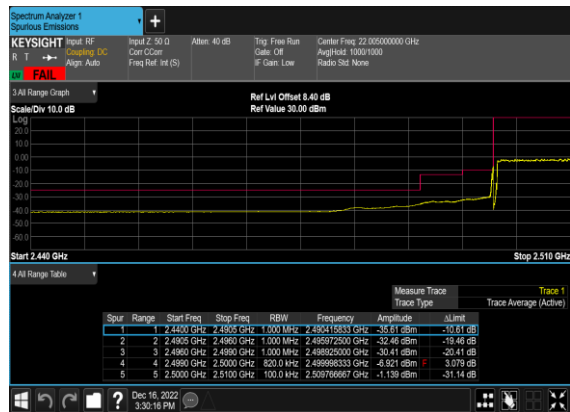 Spectrum Analyzer 1
Spurious Emissions
KEYSIGHT Input: RF Input Z: 50 Ω Atten: 40 dB Trig: Free Run Center Freq: 22.005000000 GHz
R T Coupling: DC Corr CCorr Gate: Off Avg|Hold: 1000/1000
Align: Auto Freq Ref: Int (S) IF Gain: Low Radio Std: None
LXI FAIL
3 All Range Graph Ref Lvl Offset 8.40 dB
Scale/Div 10.0 dB Ref Value 30.00 dBm
Log
20.0
10.0
0.00
-10.0
-20.0
-30.0
-40.0
-50.0
-60.0
Start 2.440 GHz Stop 2.510 GHz
4 All Range Table
Measure Trace Trace 1
Trace Type Trace Average (Active)
Spur Range Start Freq Stop Freq RBW Frequency Amplitude ΔLimit
1 1 2.4400 GHz 2.4905 GHz 1.000 MHz 2.490415833 GHz -35.61 dBm -10.61 dB
2 2 2.4905 GHz 2.4960 GHz 1.000 MHz 2.495972500 GHz -32.46 dBm -19.46 dB
3 3 2.4960 GHz 2.4990 GHz 1.000 MHz 2.498925000 GHz -30.41 dBm -20.41 dB
4 4 2.4990 GHz 2.5000 GHz 820.0 kHz 2.499998333 GHz -6.921 dBm F 3.079 dB
5 5 2.5000 GHz 2.5100 GHz 100.0 kHz 2.509766667 GHz -1.139 dBm -31.14 dB
? Dec 16, 2022
3:30:16 PM